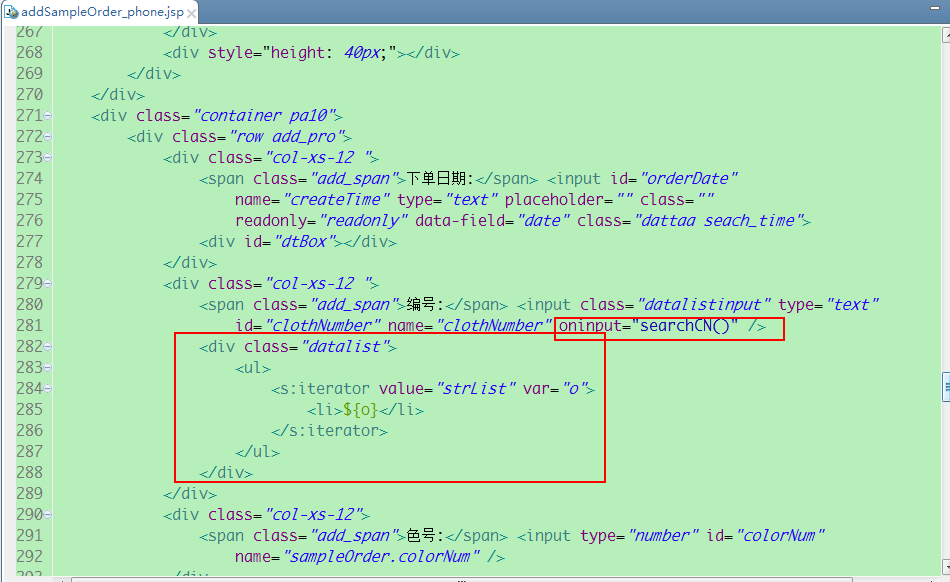 addSampleOrder_phone.jsp
267 </div>
268 <div style="height: 40px;"></div>
269 </div>
270 </div>
271 <div class="container pa10">
272 <div class="row add_pro">
273 <div class="col-xs-12 ">
274 <span class="add_span">下单日期:</span> <input id="orderDate"
275 name="createTime" type="text" placeholder="" class=""
276 readonly="readonly" data-field="date" class="dattaa seach_time">
277 <div id="dtBox"></div>
278 </div>
279 <div class="col-xs-12 ">
280 <span class="add_span">编号:</span> <input class="datalistinput" type="text"
281 id="clothNumber" name="clothNumber" oninput="searchCN()" />
282 <div class="datalist">
283 <ul>
284 <s:iterator value="strList" var="o">
285 <li>${o}</li>
286 </s:iterator>
287 </ul>
288 </div>
289 </div>
290 <div class="col-xs-12">
291 <span class="add_span">色号:</span> <input type="number" id="colorNum"
292 name="sampleOrder.colorNum" />